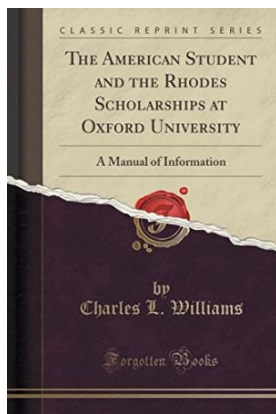 CLASSIC REPRINT SERIES
THE AMERICAN STUDENT
AND THE RHODES
SCHOLARSHIPS AT
OXFORD UNIVERSITY
A MANUAL OF INFORMATION
by
Charles L. Williams
Forgotten Books